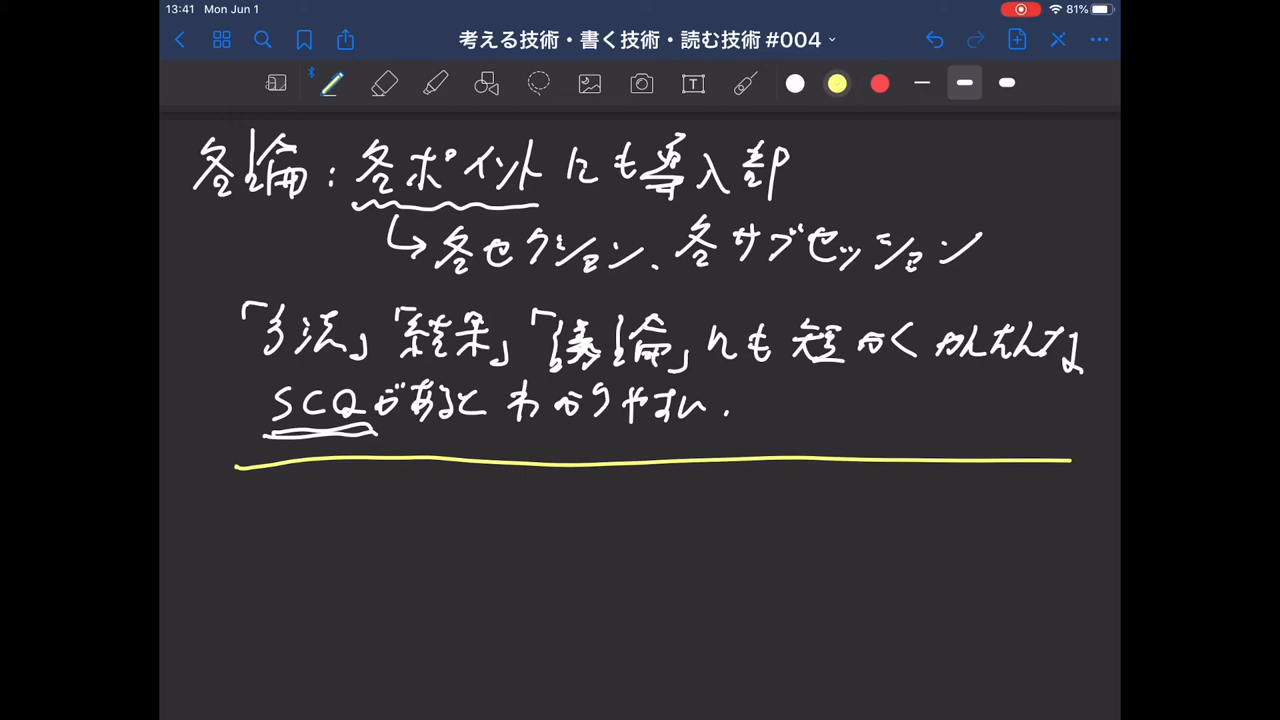 13:41 Mon Jun 1 81%
考える技術・書く技術・読む技術 #004
各論:各ポイントにも導入部
↳各セクション、各サブセッション
「方法」「結果」「議論」にも短かくかんたんな
SCQがあるとわかりやすい.